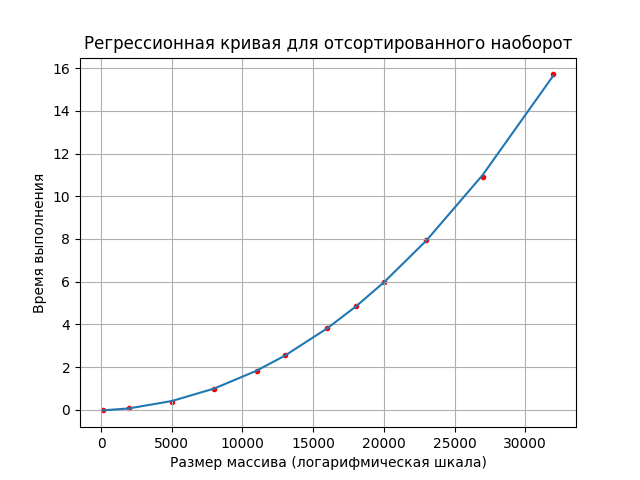 Регрессионная кривая для отсортированного наоборот
16
14
12
10
8
6
4
2
0
Время выполнения
0 5000 10000 15000 20000 25000 30000
Размер массива (логарифмическая шкала)